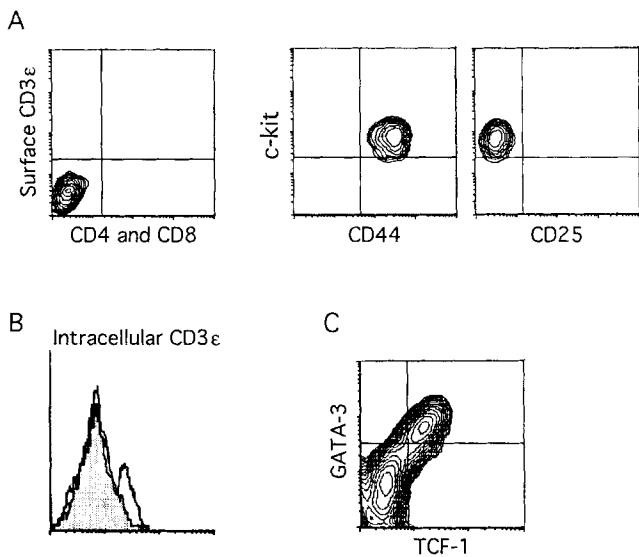 A
Surface CD3ε
CD4 and CD8
c-kit
CD44
CD25
B
Intracellular CD3ε
C
GATA-3
TCF-1